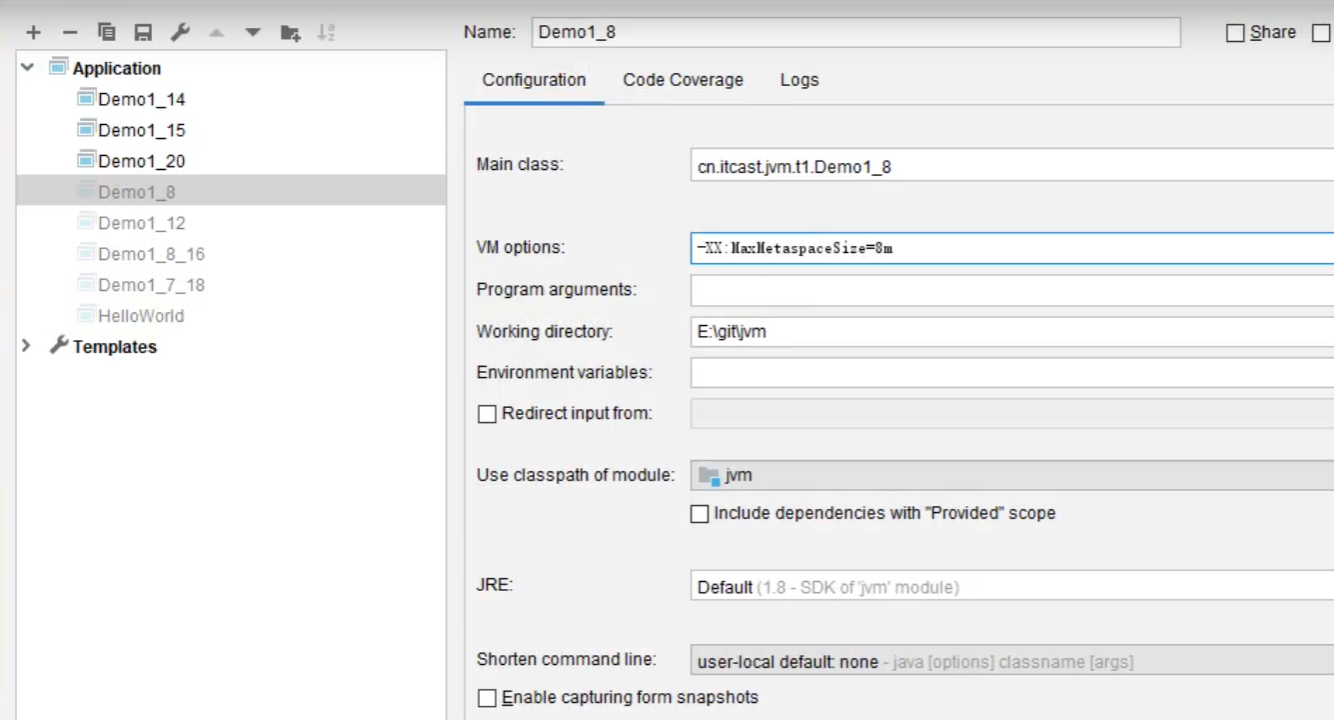 Name: Demo1_8 Share
Application
Demo1_14
Demo1_15
Demo1_20
Demo1_8
Demo1_12
Demo1_8_16
Demo1_7_18
HelloWorld
Templates
Configuration Code Coverage Logs
Main class: cn.itcast.jvm.t1.Demo1_8
VM options: -XX:MaxMetaspaceSize=8m
Program arguments:
Working directory: E:\git\jvm
Environment variables:
Redirect input from:
Use classpath of module: jvm
Include dependencies with "Provided" scope
JRE: Default (1.8 - SDK of 'jvm' module)
Shorten command line: user-local default: none - java [options] classname [args]
Enable capturing form snapshots